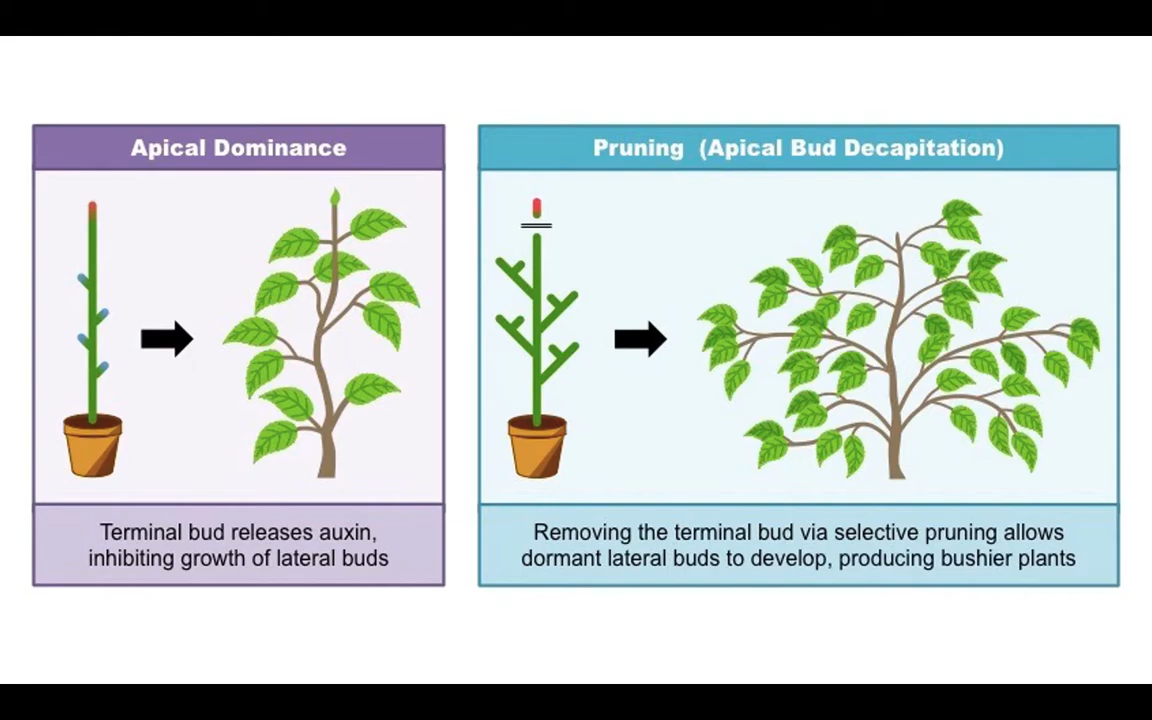 Apical Dominance
Terminal bud releases auxin,
inhibiting growth of lateral buds
Pruning (Apical Bud Decapitation)
Removing the terminal bud via selective pruning allows
dormant lateral buds to develop, producing bushier plants